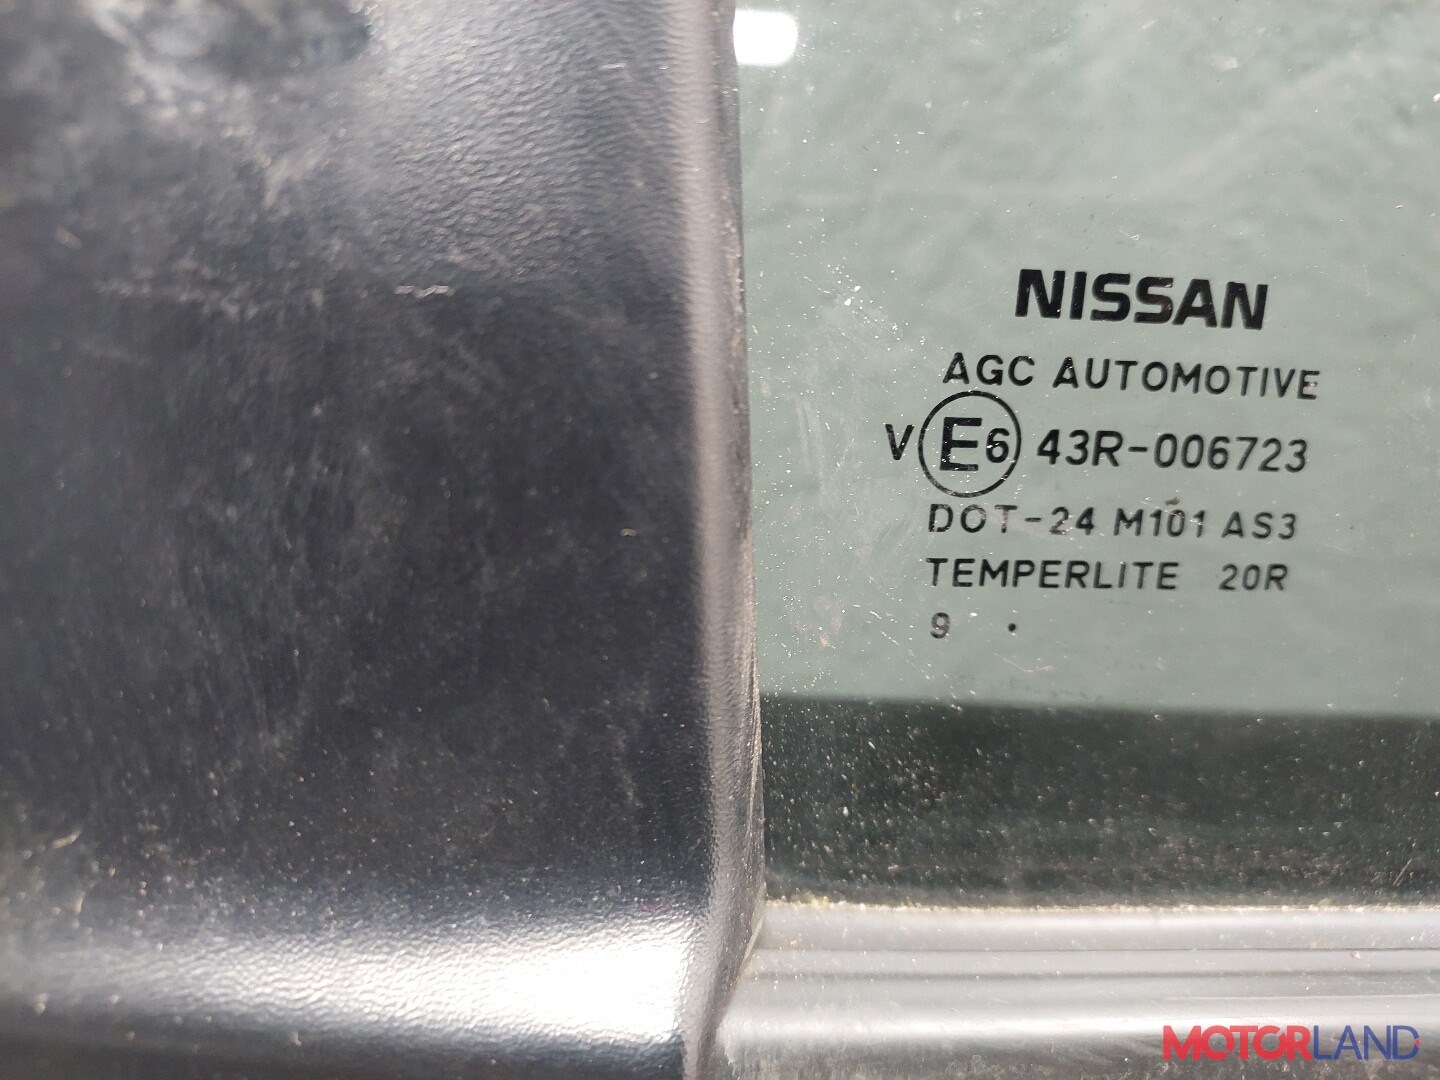 NISSAN
AGC AUTOMOTIVE
V E6 43R-006723
DOT-24 M101 AS3
TEMPERLITE 20R
9 .
MOTORLAND